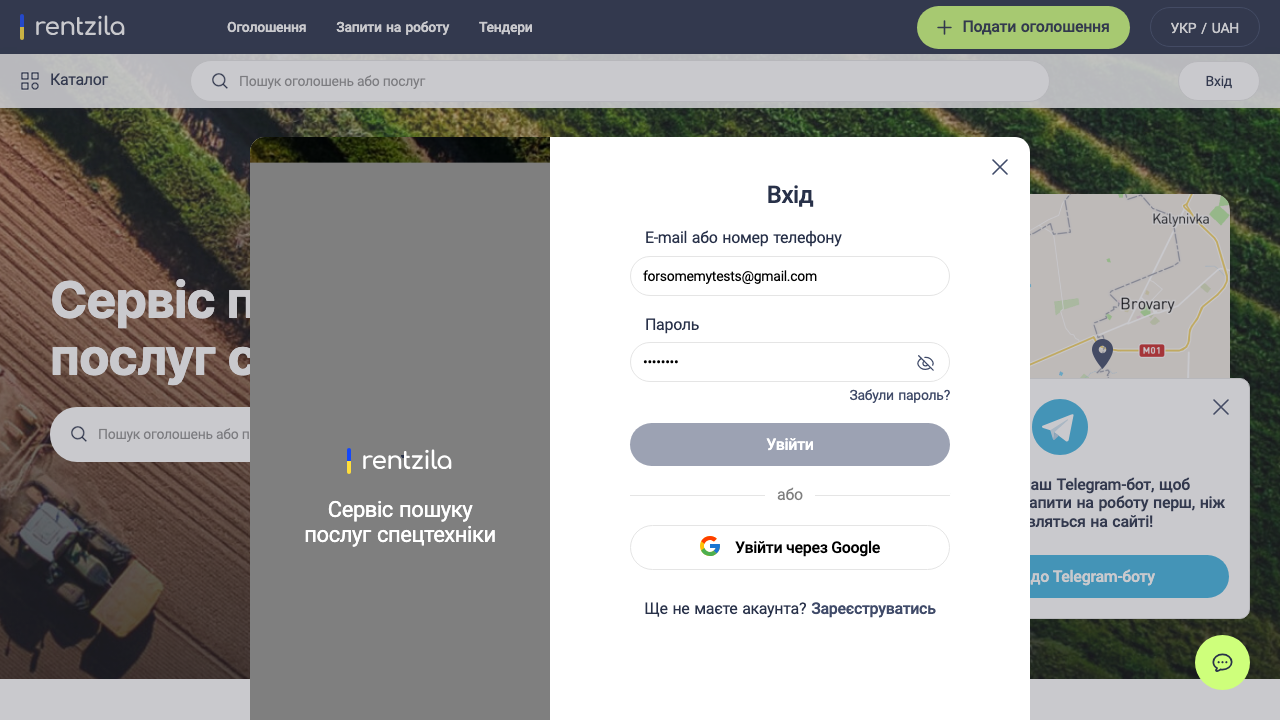 rentzila
Оголошення
Запити на роботу
Тендери
Подати оголошення
УКР / UAH
Каталог
Пошук оголошень або послуг
Вхід
Вхід
E-mail або номер телефону
forsomemytests@gmail.com
Пароль
••••••••
Забули пароль?
Увійти
або
Увійти через Google
Ще не маєте акаунта? Зареєструватись
rentzila
Сервіс пошуку
послуг спецтехніки
Сервіс п
послуг с
Пошук оголошень або п
Kalynivka
Brovary
M01
аш Telegram-бот, щоб
апити на роботу перш, ніж
вляться на сайті!
до Telegram-боту